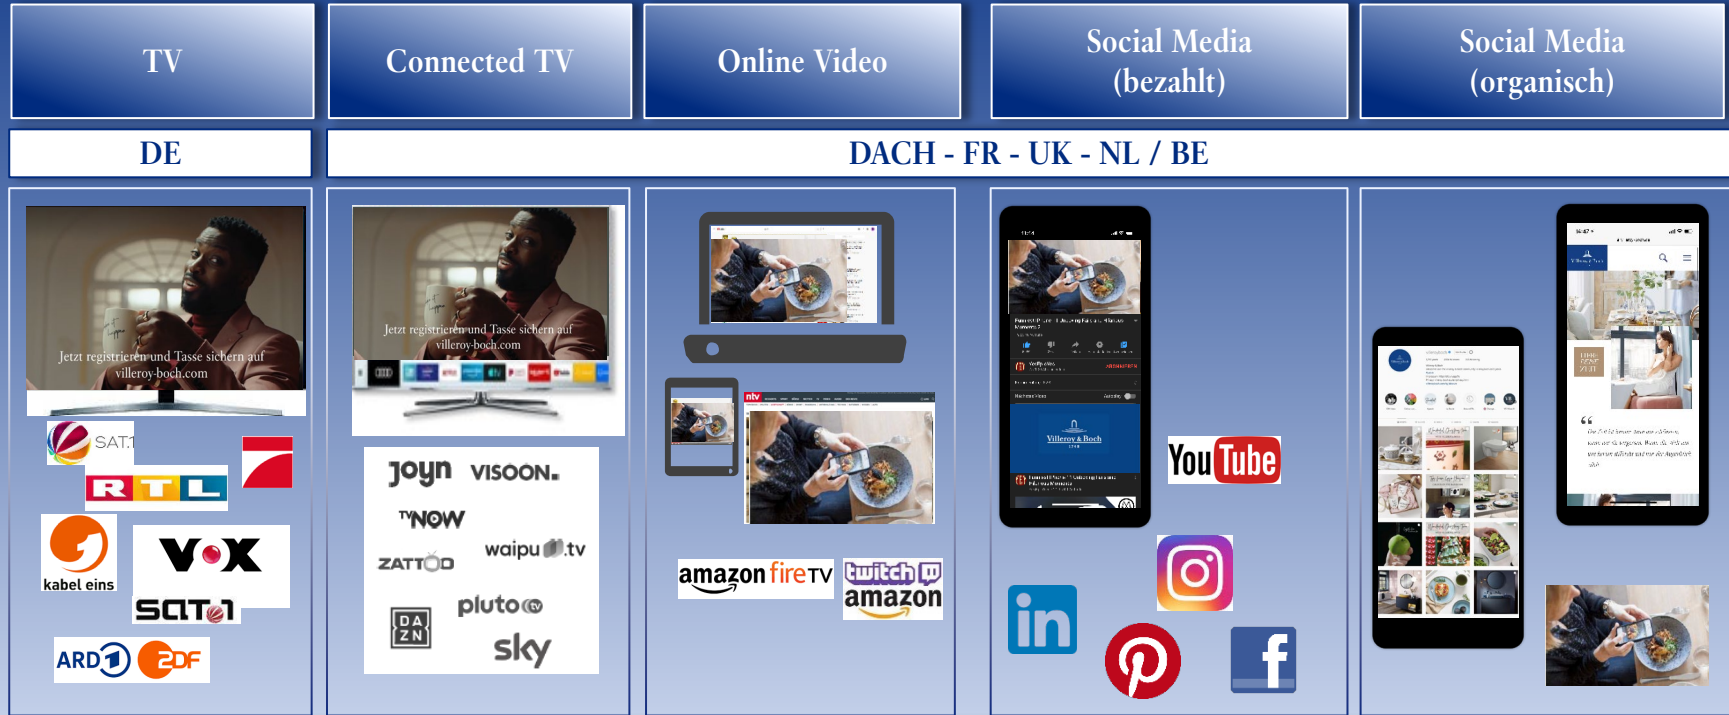 TV
Connected TV
Online Video
Social Media
(bezahlt)
Social Media
(organisch)
DE
DACH - FR - UK - NL / BE
Jetzt registrieren und Tasse sichern auf
villeroy-boch.com
Jetzt registrieren und Tasse sichern auf
villeroy-boch.com
SAT.1
RTL
kabel eins
VOX
SAT.1
ARD 1
ZDF
joyn
VISOON.
TVNOW
ZATTOO
waipu.tv
DAZN
pluto tv
sky
ntv
amazon fireTV
twitch
amazon
Villeroy & Boch
1748
YouTube
in
f